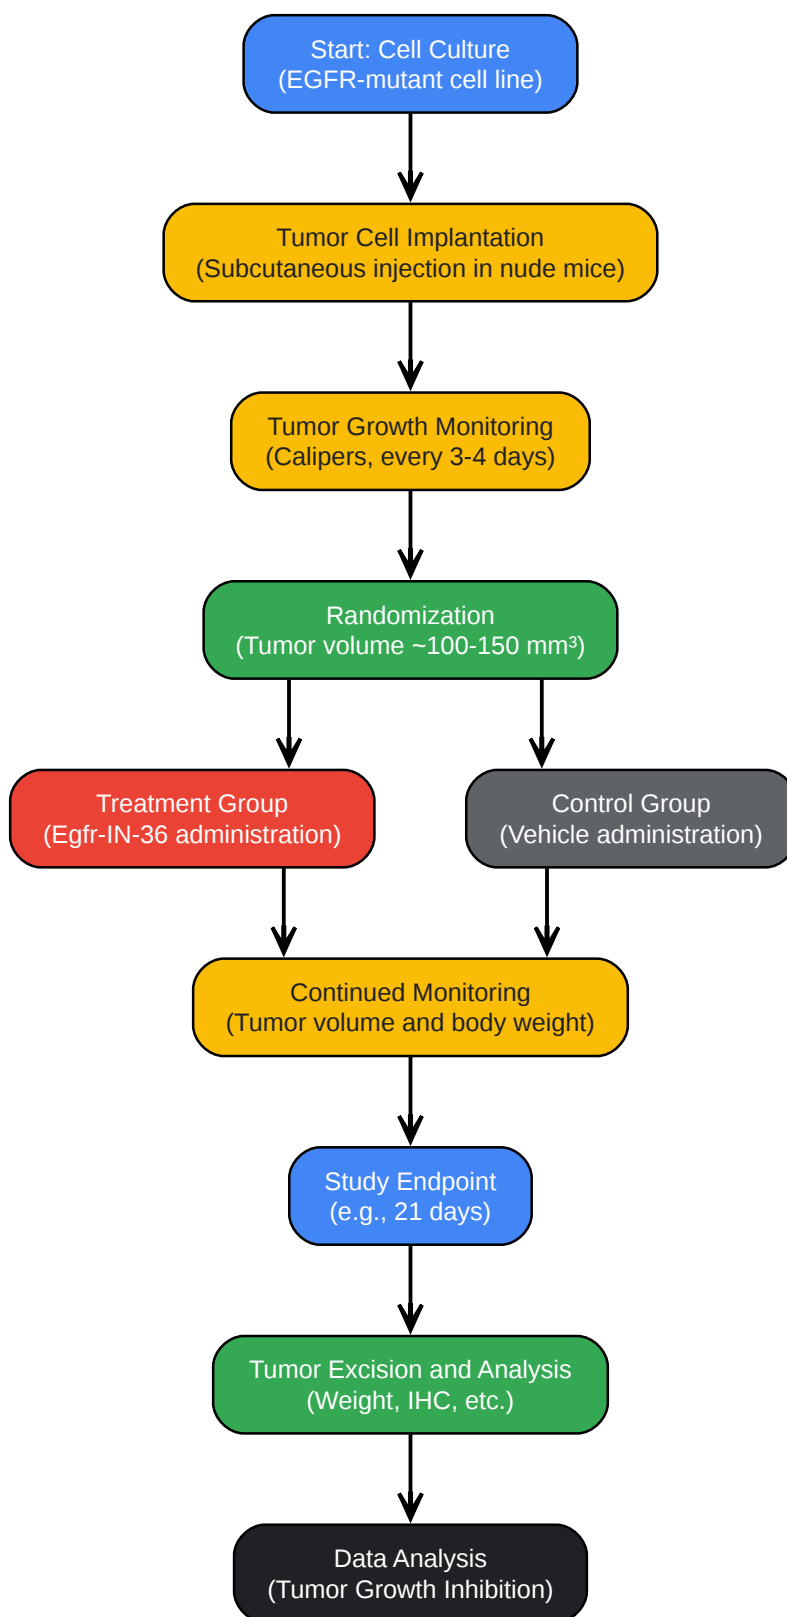 Start: Cell Culture
(EGFR-mutant cell line)
Tumor Cell Implantation
(Subcutaneous injection in nude mice)
Tumor Growth Monitoring
(Calipers, every 3-4 days)
Randomization
(Tumor volume ~100-150 mm³)
Treatment Group
(Egfr-IN-36 administration)
Control Group
(Vehicle administration)
Continued Monitoring
(Tumor volume and body weight)
Study Endpoint
(e.g., 21 days)
Tumor Excision and Analysis
(Weight, IHC, etc.)
Data Analysis
(Tumor Growth Inhibition)